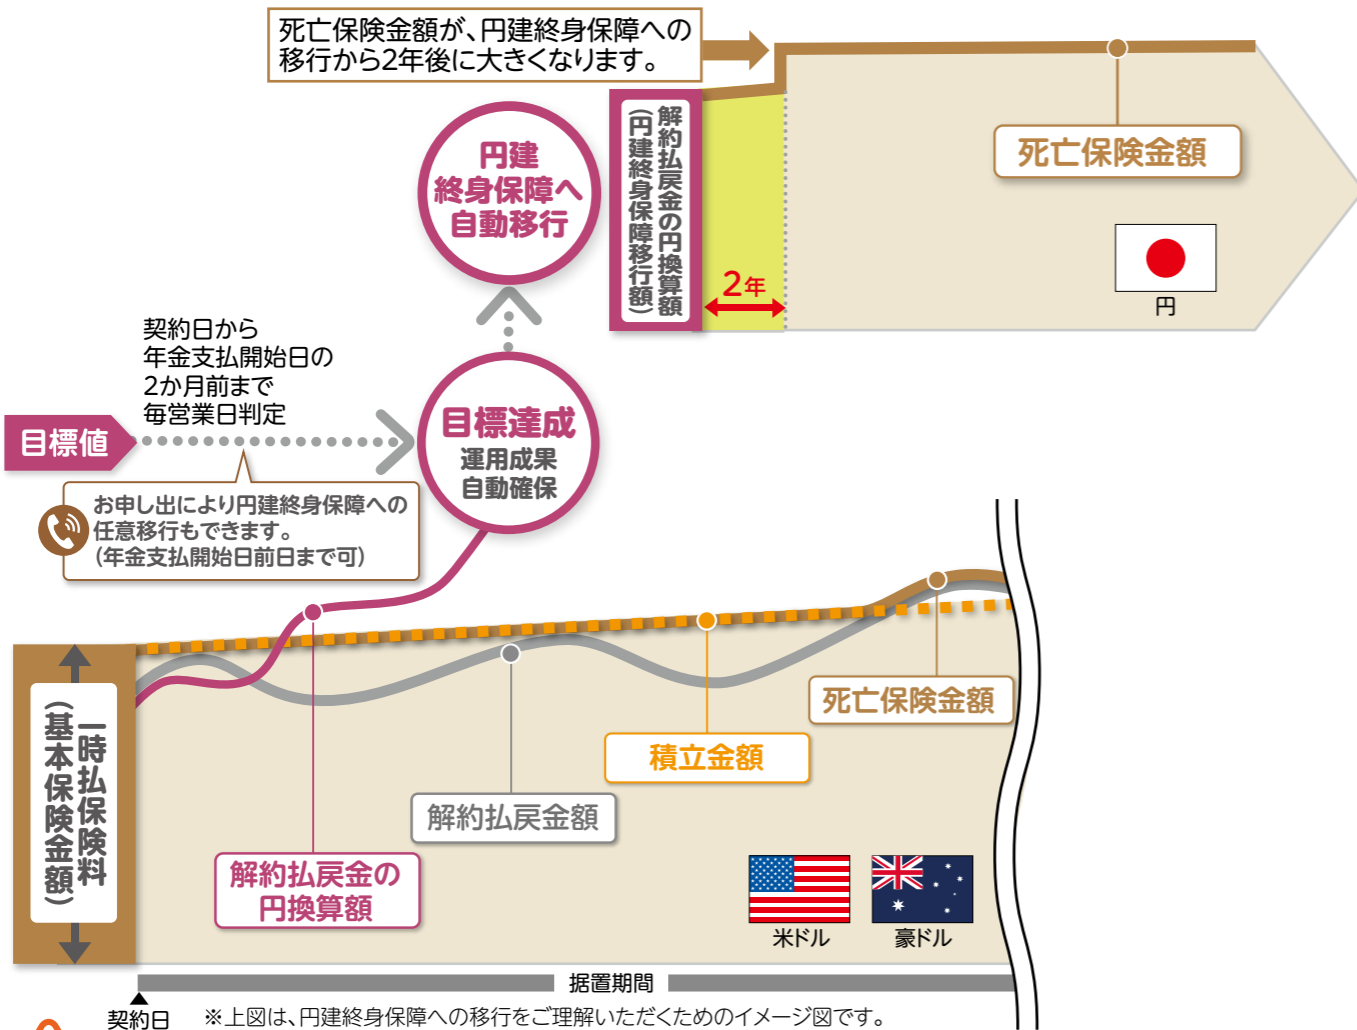 死亡保険金額が、円建終身保障への
移行から2年後に大きくなります。
円建
終身保障へ
自動移行
解約払戻金の円換算額
(円建終身保障移行額)
2年
死亡保険金額
円
契約日から
年金支払開始日の
2か月前まで
毎営業日判定
目標値
目標達成
運用成果
自動確保
お申し出により円建終身保障への
任意移行もできます。
(年金支払開始日前日まで可)
一時払保険料
(基本保険金額)
死亡保険金額
積立金額
解約払戻金額
解約払戻金の
円換算額
米ドル
豪ドル
据置期間
契約日
※上図は、円建終身保障への移行をご理解いただくためのイメージ図です。